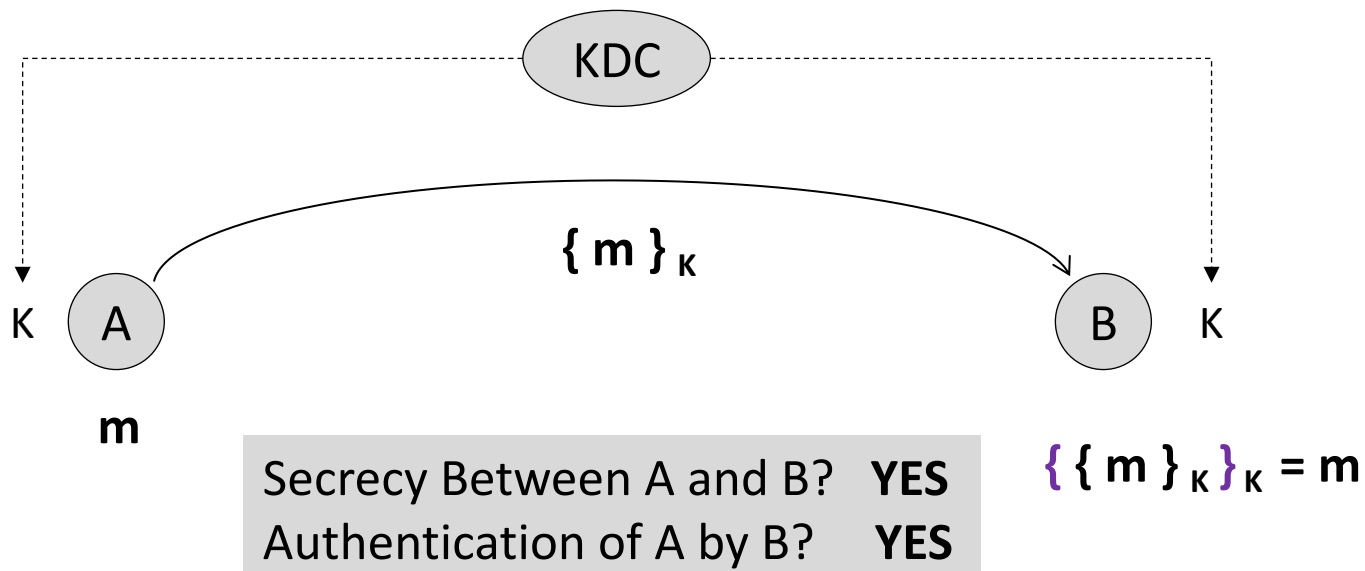 KDC
{ m } K
K
A
B
K
m
{ { m } K } K = m
Secrecy Between A and B? YES
Authentication of A by B? YES